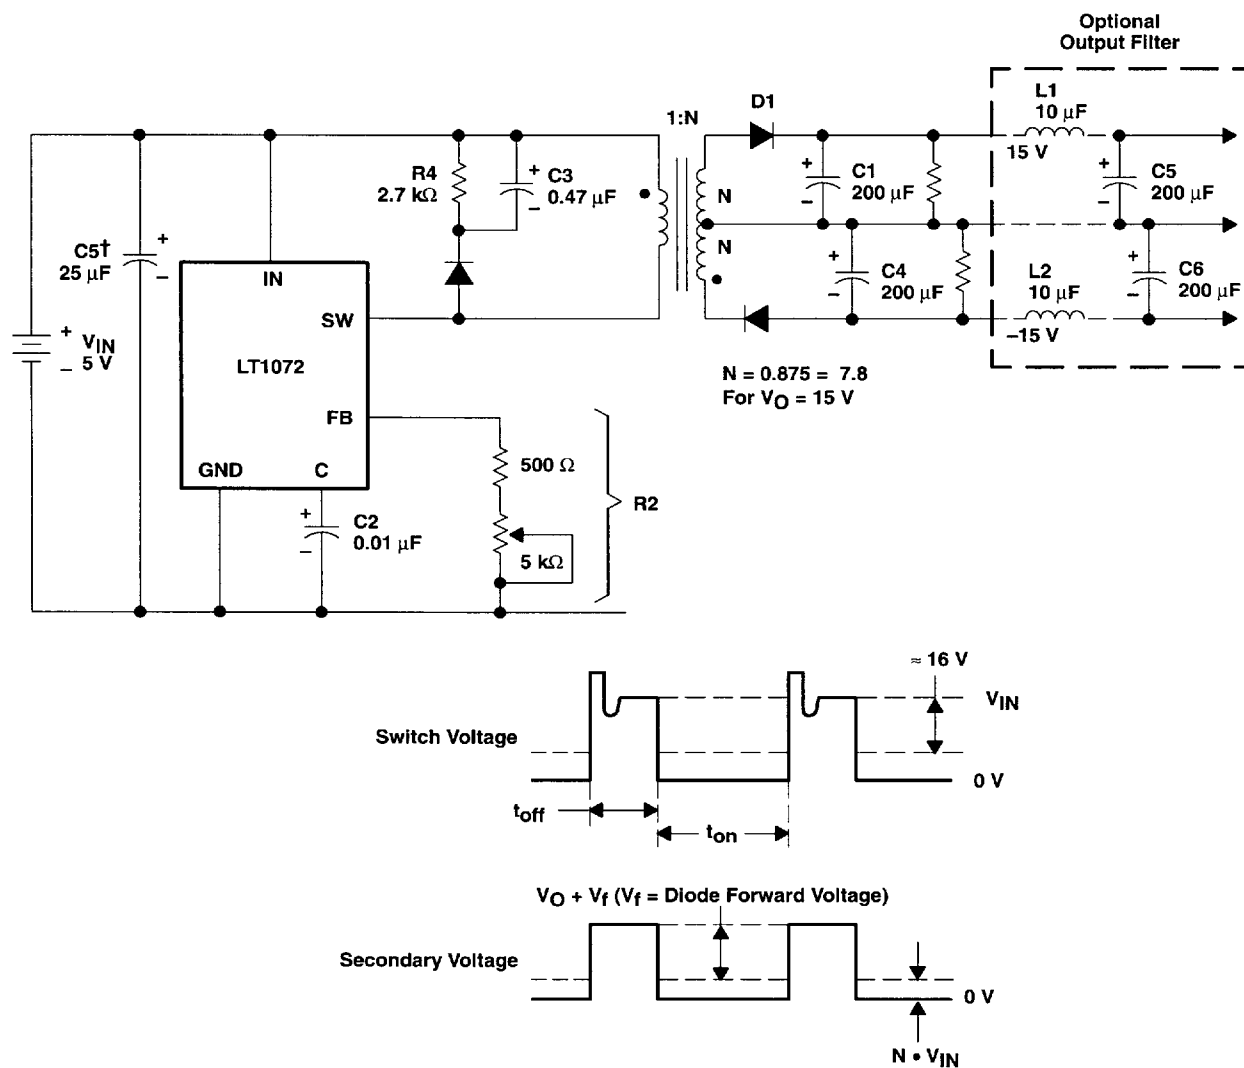 Optional
Output Filter
L1
10 μF
15 V
D1
1:N
R4
2.7 kΩ
+
C3
0.47 μF
–
N
N
+
C1
200 μF
–
+
C5
200 μF
–
C5†
25 μF
+
–
IN
+
C4
200 μF
–
L2
10 μF
–15 V
+
C6
200 μF
–
SW
+
VIN
5 V
–
LT1072
N = 0.875 = 7.8
For VO = 15 V
FB
GND
C
500 Ω
R2
+
C2
0.01 μF
–
5 kΩ
≈ 16 V
VIN
Switch Voltage
0 V
toff
ton
VO + Vf (Vf = Diode Forward Voltage)
Secondary Voltage
0 V
N • VIN